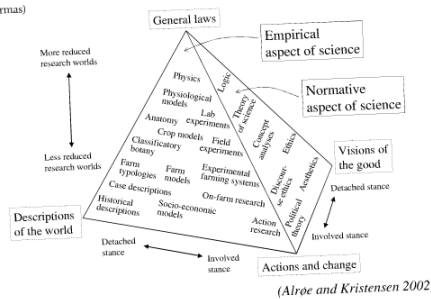 rmas)
General laws
Empirical
aspect of science
More reduced
research worlds
Physics
Logic
Normative
aspect of science
Physiological
models
Theory
of science
Lab
experiments
Anatomy
Crop models
Field
experiments
Concept
analyses
Ethics
Classificatory
botany
Visions of
the good
Less reduced
research worlds
Farm
typologies
Farm
models
Experimental
farming systems
Discour-
se ethics
Aesthetics
Detached
stance
Case descriptions
On-farm research
Historical
descriptions
Socio-economic
models
Action
research
Political
theory
Descriptions
of the world
Involved
stance
Detached
stance
Involved
stance
Actions and change
(Alrøe and Kristensen 2002